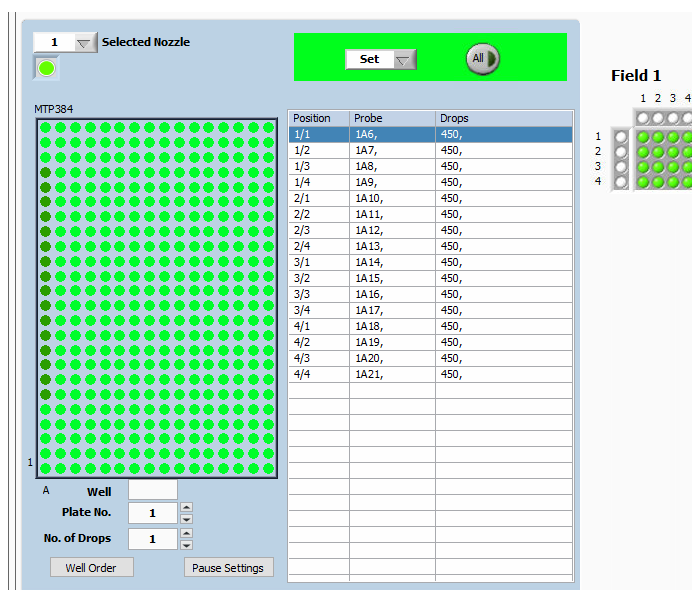 1 Selected Nozzle
Set All
Field 1
1 2 3 4
MTP384
Position Probe Drops
1/1 1A6, 450,
1/2 1A7, 450,
1/3 1A8, 450,
1/4 1A9, 450,
2/1 1A10, 450,
2/2 1A11, 450,
2/3 1A12, 450,
2/4 1A13, 450,
3/1 1A14, 450,
3/2 1A15, 450,
3/3 1A16, 450,
3/4 1A17, 450,
4/1 1A18, 450,
4/2 1A19, 450,
4/3 1A20, 450,
4/4 1A21, 450,
1
2
3
4
1
A Well
Plate No. 1
No. of Drops 1
Well Order Pause Settings